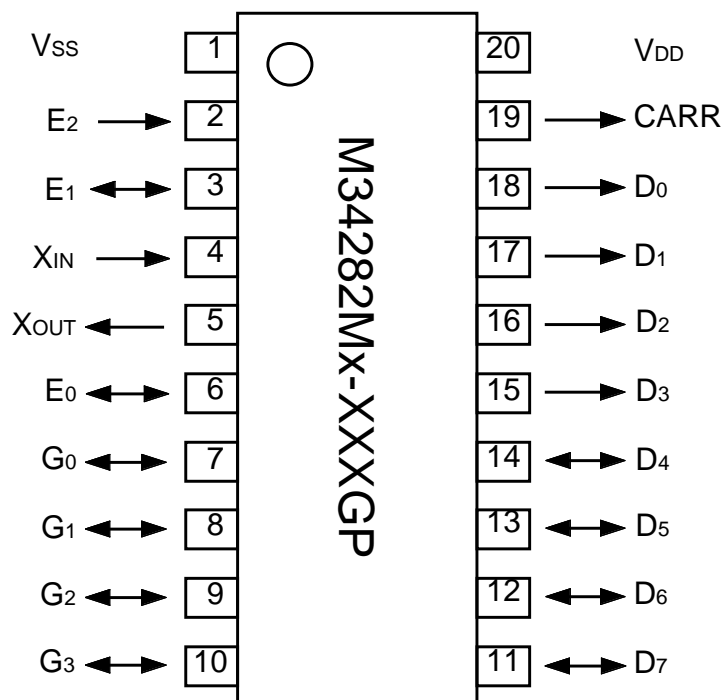 VSS 1 20 VDD
E2 2 19 CARR
E1 3 18 D0
XIN 4 17 D1
XOUT 5 16 D2
E0 6 15 D3
G0 7 14 D4
G1 8 13 D5
G2 9 12 D6
G3 10 11 D7
M34282Mx-XXXGP